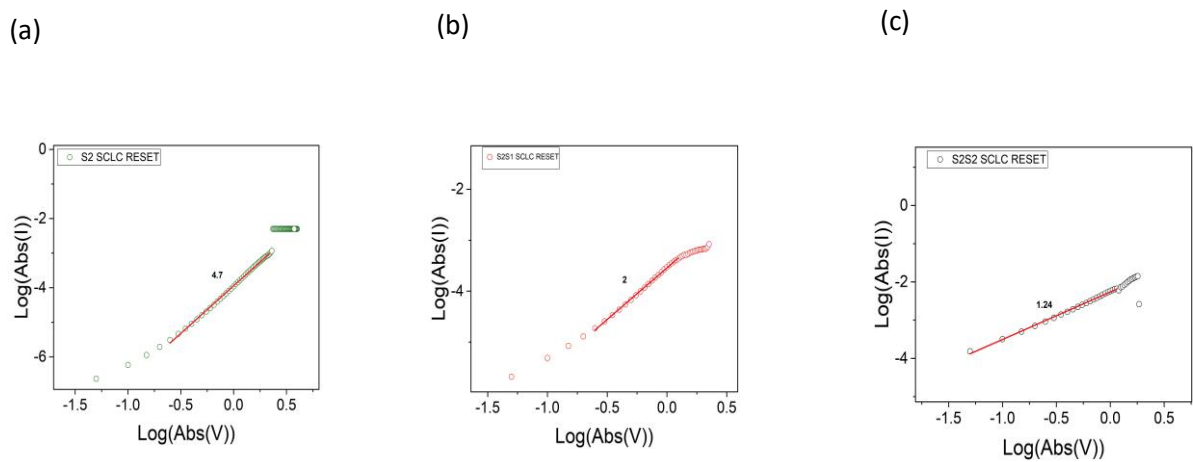 (a)
S2 SCLC RESET
Log(Abs(I))
0
-2
-4
-6
4.7
-1.5 -1.0 -0.5 0.0 0.5
Log(Abs(V))
(b)
S2S1 SCLC RESET
Log(Abs(I))
-2
-4
2
-1.5 -1.0 -0.5 0.0 0.5
Log(Abs(V))
(c)
S2S2 SCLC RESET
Log(Abs(I))
0
-2
-4
1.24
-1.5 -1.0 -0.5 0.0 0.5
Log(Abs(V))